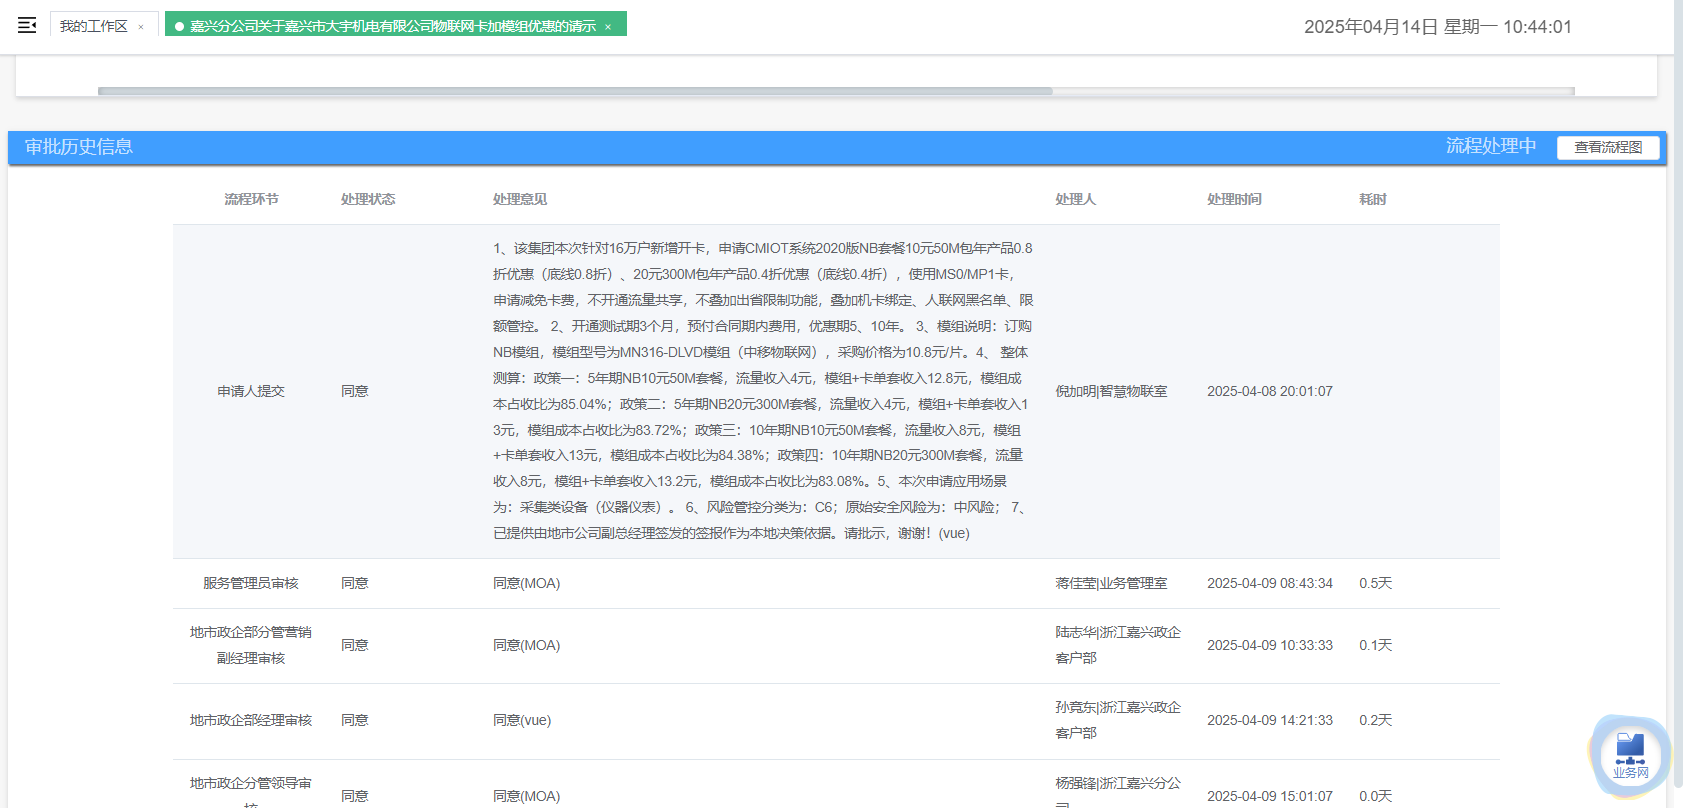 我的工作区 ×
嘉兴分公司关于嘉兴市大宇机电有限公司物联网卡加模组优惠的请示 ×
2025年04月14日 星期一 10:44:01
审批历史信息
流程处理中
查看流程图
流程环节 处理状态 处理意见 处理人 处理时间 耗时
1、该集团本次针对16万户新增开卡，申请CMIOT系统2020版NB套餐10元50M包年产品0.8
折优惠（底线0.8折）、20元300M包年产品0.4折优惠（底线0.4折），使用MS0/MP1卡，
申请减免卡费，不开通流量共享，不叠加出省限制功能，叠加机卡绑定、人联网黑名单、限
额管控。 2、开通测试期3个月，预付合同期内费用，优惠期5、10年。 3、模组说明：订购
NB模组，模组型号为MN316-DLVD模组（中移物联网），采购价格为10.8元/片。4、 整体
测算：政策一：5年期NB10元50M套餐，流量收入4元，模组+卡单套收入12.8元，模组成
本占收比为85.04%；政策二：5年期NB20元300M套餐，流量收入4元，模组+卡单套收入1
3元，模组成本占收比为83.72%；政策三：10年期NB10元50M套餐，流量收入8元，模组
+卡单套收入13元，模组成本占收比为84.38%；政策四：10年期NB20元300M套餐，流量
收入8元，模组+卡单套收入13.2元，模组成本占收比为83.08%。5、本次申请应用场景
为：采集类设备（仪器仪表）。 6、风险管控分类为：C6；原始安全风险为：中风险； 7、
已提供由地市公司副总经理签发的签报作为本地决策依据。请批示，谢谢！(vue)
申请人提交 同意 倪加明|智慧物联室 2025-04-08 20:01:07
服务管理员审核 同意 同意(MOA) 蒋佳莹|业务管理室 2025-04-09 08:43:34 0.5天
地市政企部分管营销
副经理审核
同意 同意(MOA)
陆志华|浙江嘉兴政企
客户部
2025-04-09 10:33:33 0.1天
地市政企部经理审核 同意 同意(vue)
孙竟东|浙江嘉兴政企
客户部
2025-04-09 14:21:33 0.2天
地市政企分管领导审
核
同意 同意(MOA)
杨强锋|浙江嘉兴分公
司
2025-04-09 15:01:07 0.0天
业务网